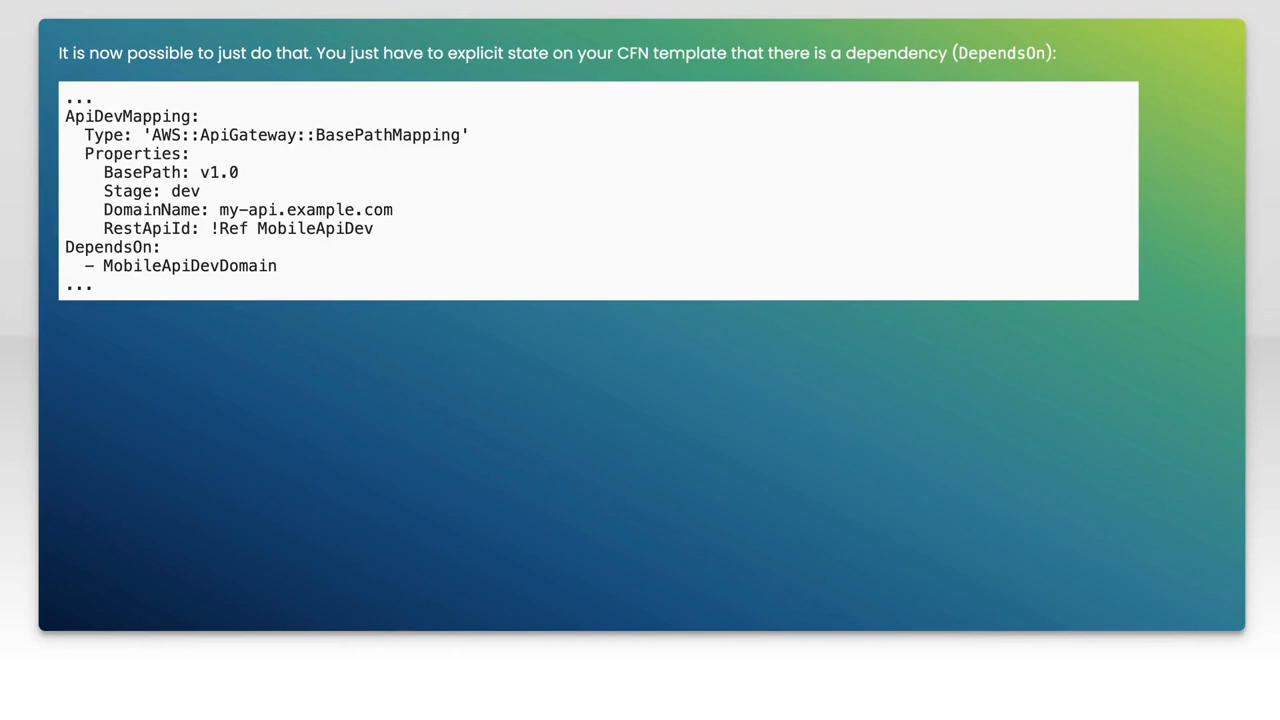 It is now possible to just do that. You just have to explicit state on your CFN template that there is a dependency (DependsOn):
...
ApiDevMapping:
  Type: 'AWS::ApiGateway::BasePathMapping'
  Properties:
    BasePath: v1.0
    Stage: dev
    DomainName: my-api.example.com
    RestApiId: !Ref MobileApiDev
DependsOn:
  - MobileApiDevDomain
...